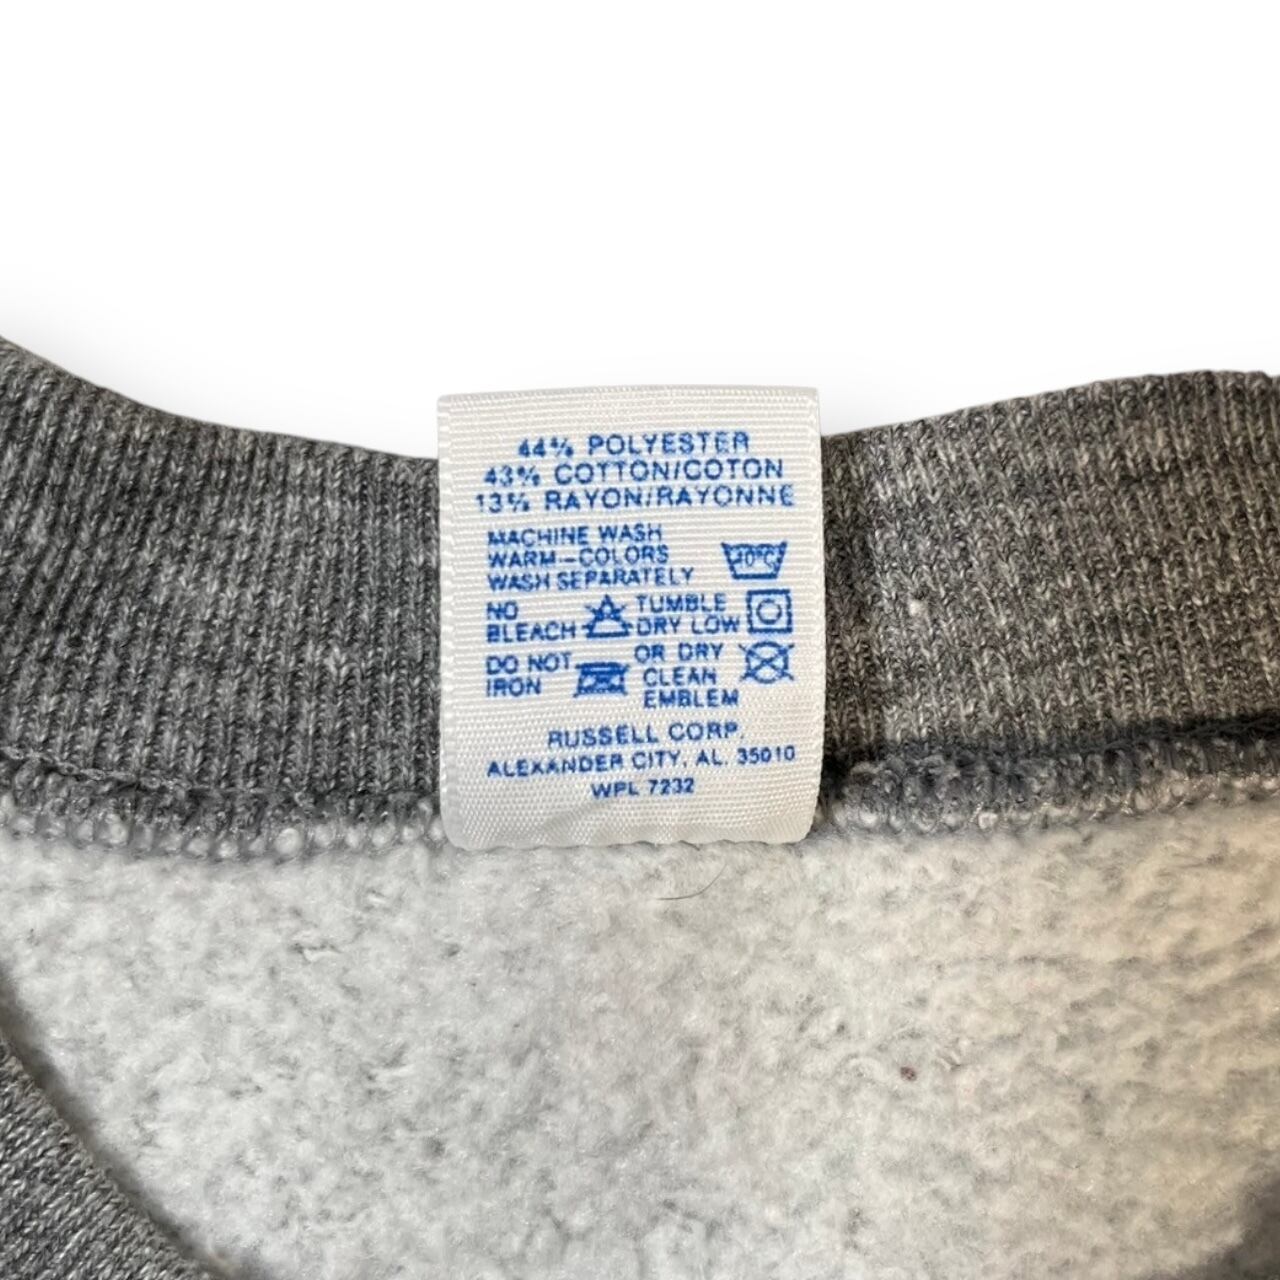 44% POLYESTER
43% COTTON/COTON
13% RAYON/RAYONNE
MACHINE WASH
WARM-COLORS
WASH SEPARATELY
40°C
NO
BLEACH
TUMBLE
DRY LOW
DO NOT
IRON
OR DRY
CLEAN
EMBLEM
RUSSELL CORP.
ALEXANDER CITY, AL. 35010
WPL 7232